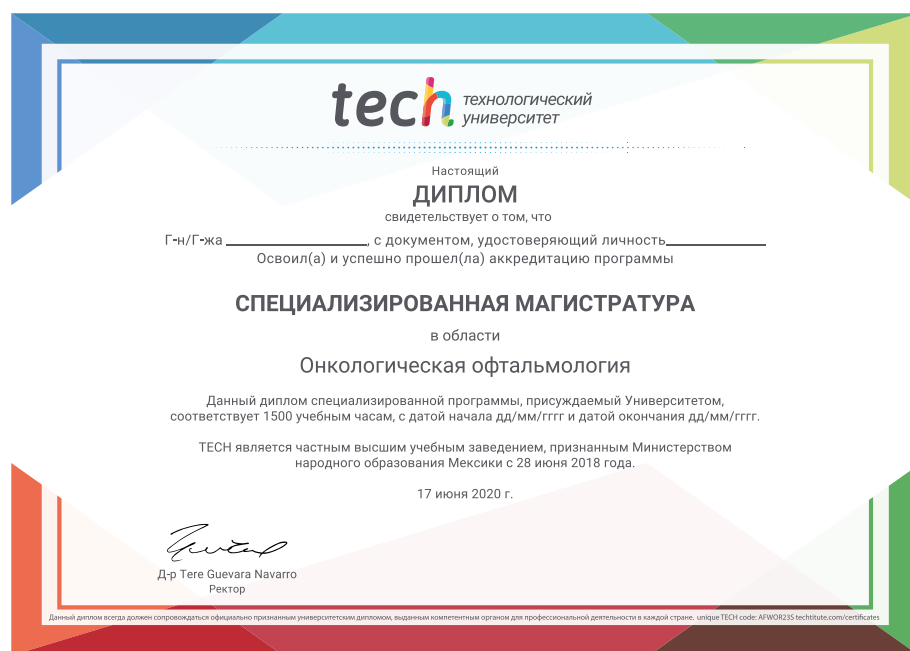 tech технологический
университет
Настоящий
ДИПЛОМ
свидетельствует о том, что
Г-н/Г-жа , с документом, удостоверяющий личность
Освоил(а) и успешно прошел(ла) аккредитацию программы
СПЕЦИАЛИЗИРОВАННАЯ МАГИСТРАТУРА
в области
Онкологическая офтальмология
Данный диплом специализированной программы, присуждаемый Университетом,
соответствует 1500 учебным часам, с датой начала дд/мм/гггг и датой окончания дд/мм/гггг.
TECH является частным высшим учебным заведением, признанным Министерством
народного образования Мексики с 28 июня 2018 года.
17 июня 2020 г.
Д-р Tere Guevara Navarro
Ректор
Данный диплом всегда должен сопровождаться официально признанным университетским дипломом, выданным компетентным органом для профессиональной деятельности в каждой стране. unique TECH code: AFWOR23S techtitute.com/certificates